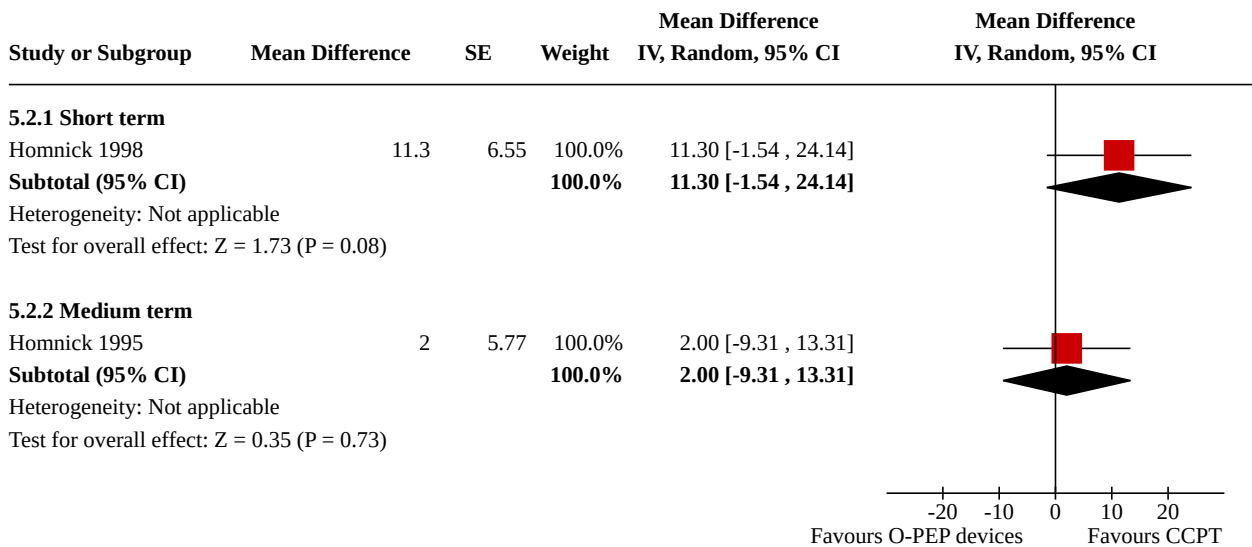 Mean Difference Mean Difference
Study or Subgroup Mean Difference SE Weight IV, Random, 95% CI IV, Random, 95% CI
5.2.1 Short term
Homnick 1998 11.3 6.55 100.0% 11.30 [-1.54 , 24.14]
Subtotal (95% CI) 100.0% 11.30 [-1.54 , 24.14]
Heterogeneity: Not applicable
Test for overall effect: Z = 1.73 (P = 0.08)
5.2.2 Medium term
Homnick 1995 2 5.77 100.0% 2.00 [-9.31 , 13.31]
Subtotal (95% CI) 100.0% 2.00 [-9.31 , 13.31]
Heterogeneity: Not applicable
Test for overall effect: Z = 0.35 (P = 0.73)
-20 -10 0 10 20
Favours O-PEP devices Favours CCPT